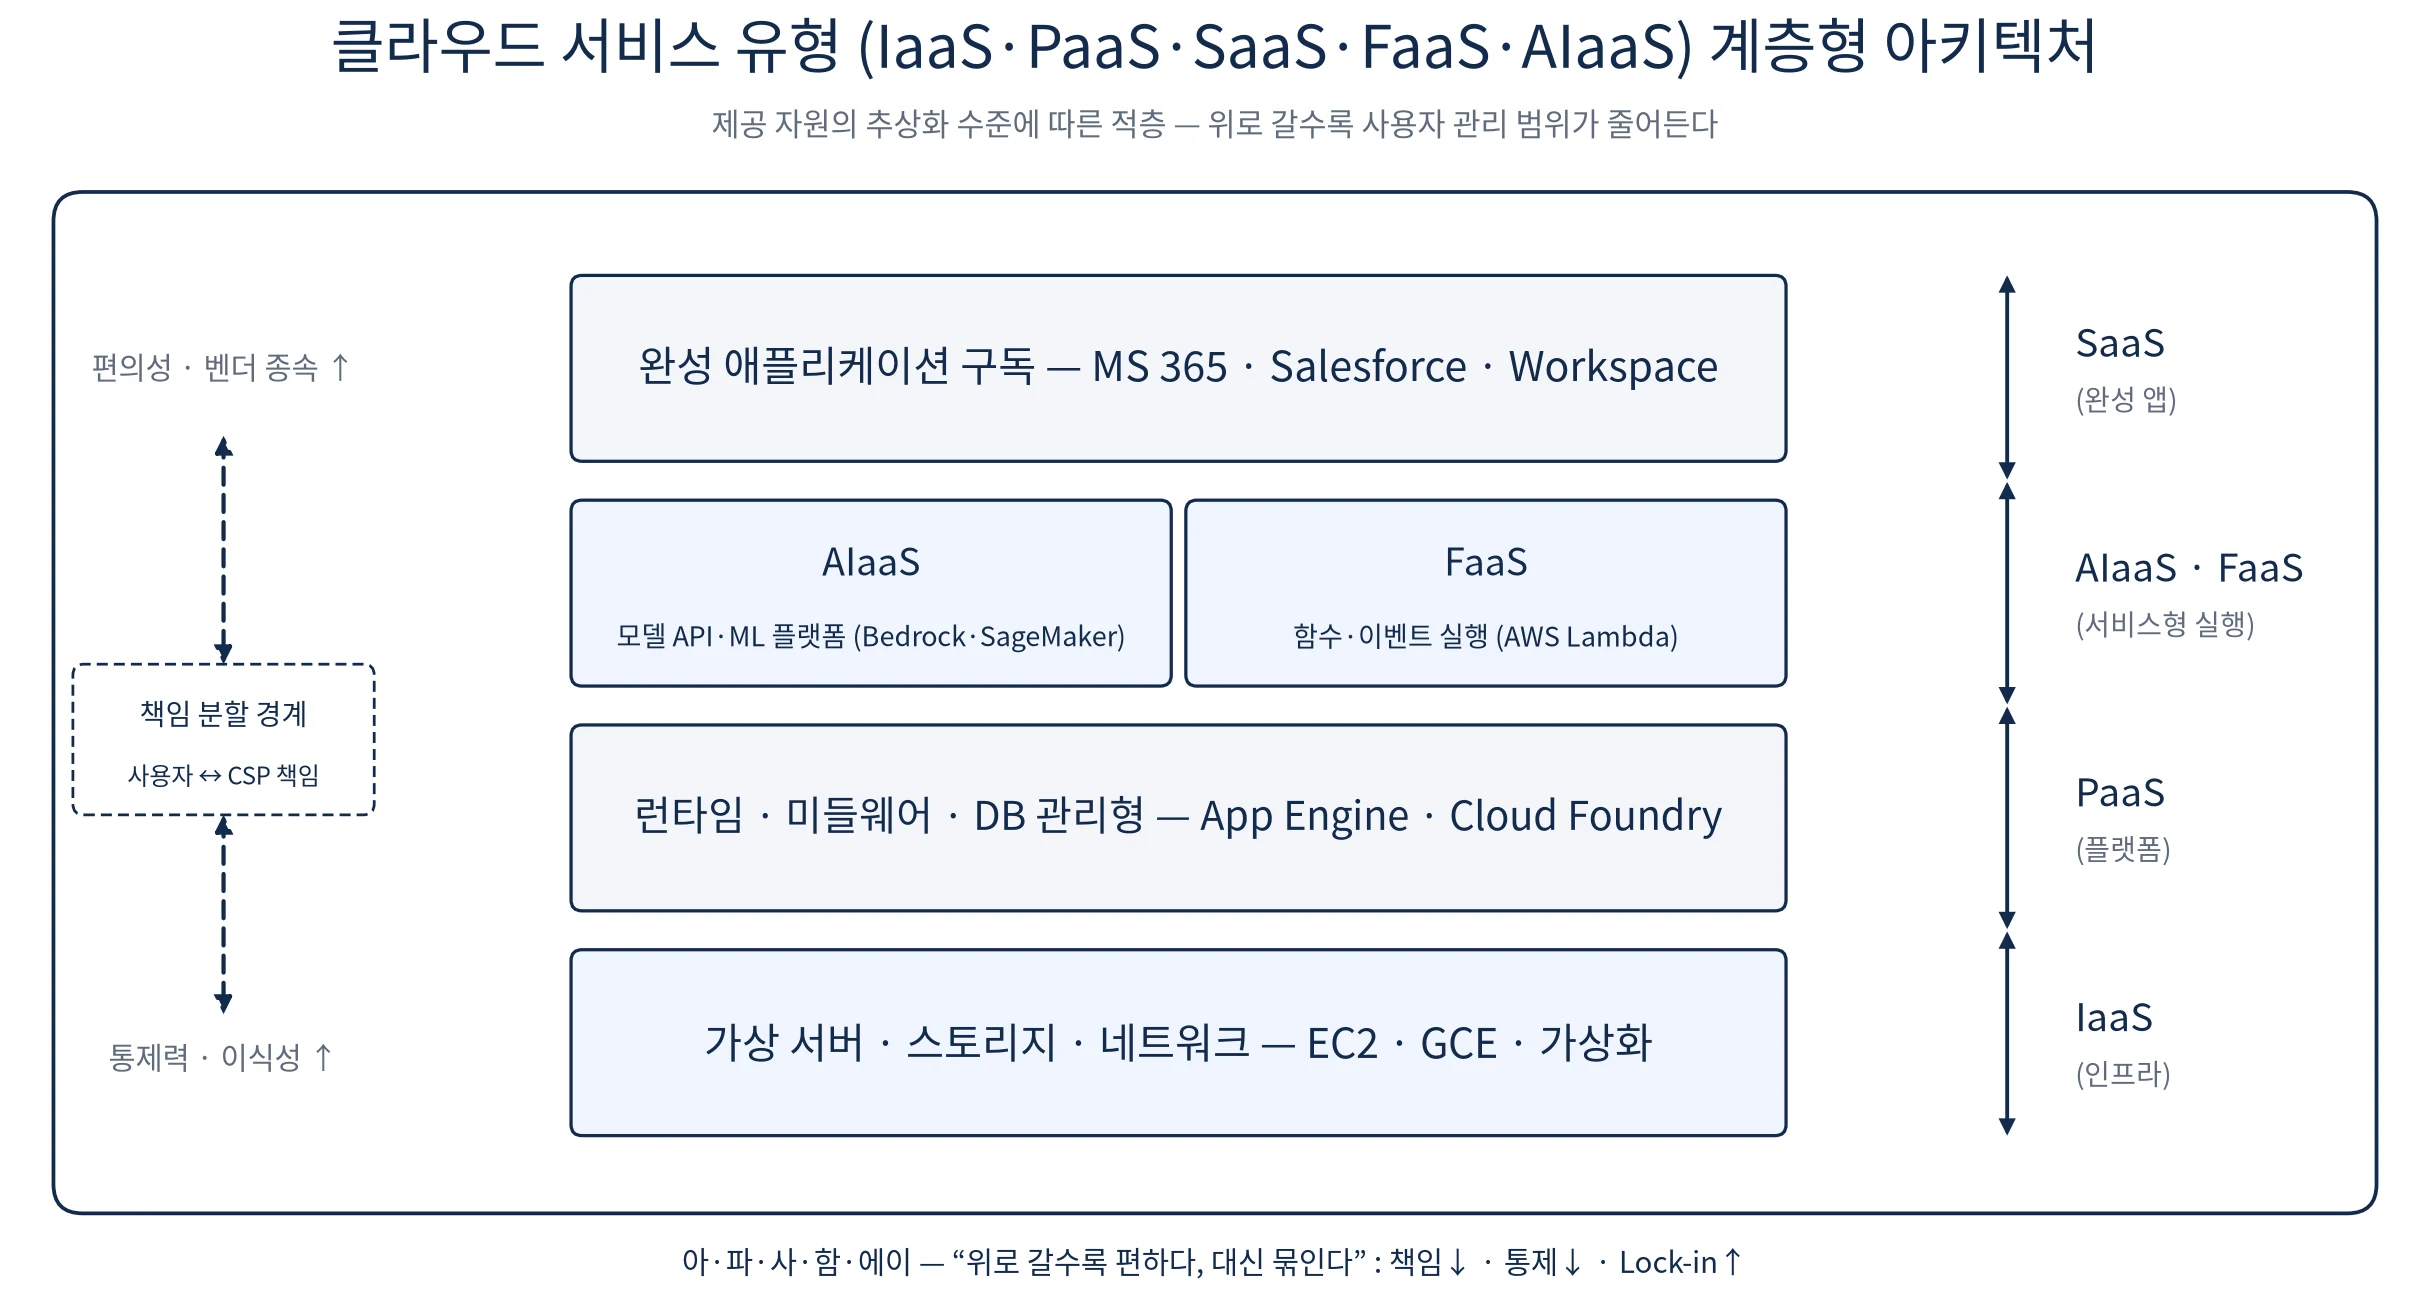 클라우드 서비스 유형 (IaaS·PaaS·SaaS·FaaS·AIaaS) 계층형 아키텍처
제공 자원의 추상화 수준에 따른 적층 — 위로 갈수록 사용자 관리 범위가 줄어든다
편의성 · 벤더 종속 ↑
완성 애플리케이션 구독 — MS 365 · Salesforce · Workspace
SaaS
(완성 앱)
AIaaS
모델 API·ML 플랫폼 (Bedrock·SageMaker)
FaaS
함수·이벤트 실행 (AWS Lambda)
AIaaS · FaaS
(서비스형 실행)
책임 분할 경계
사용자 ↔ CSP 책임
런타임 · 미들웨어 · DB 관리형 — App Engine · Cloud Foundry
PaaS
(플랫폼)
통제력 · 이식성 ↑
가상 서버 · 스토리지 · 네트워크 — EC2 · GCE · 가상화
IaaS
(인프라)
아·파·사·함·에이 — “위로 갈수록 편하다, 대신 묶인다” : 책임↓ · 통제↓ · Lock-in↑